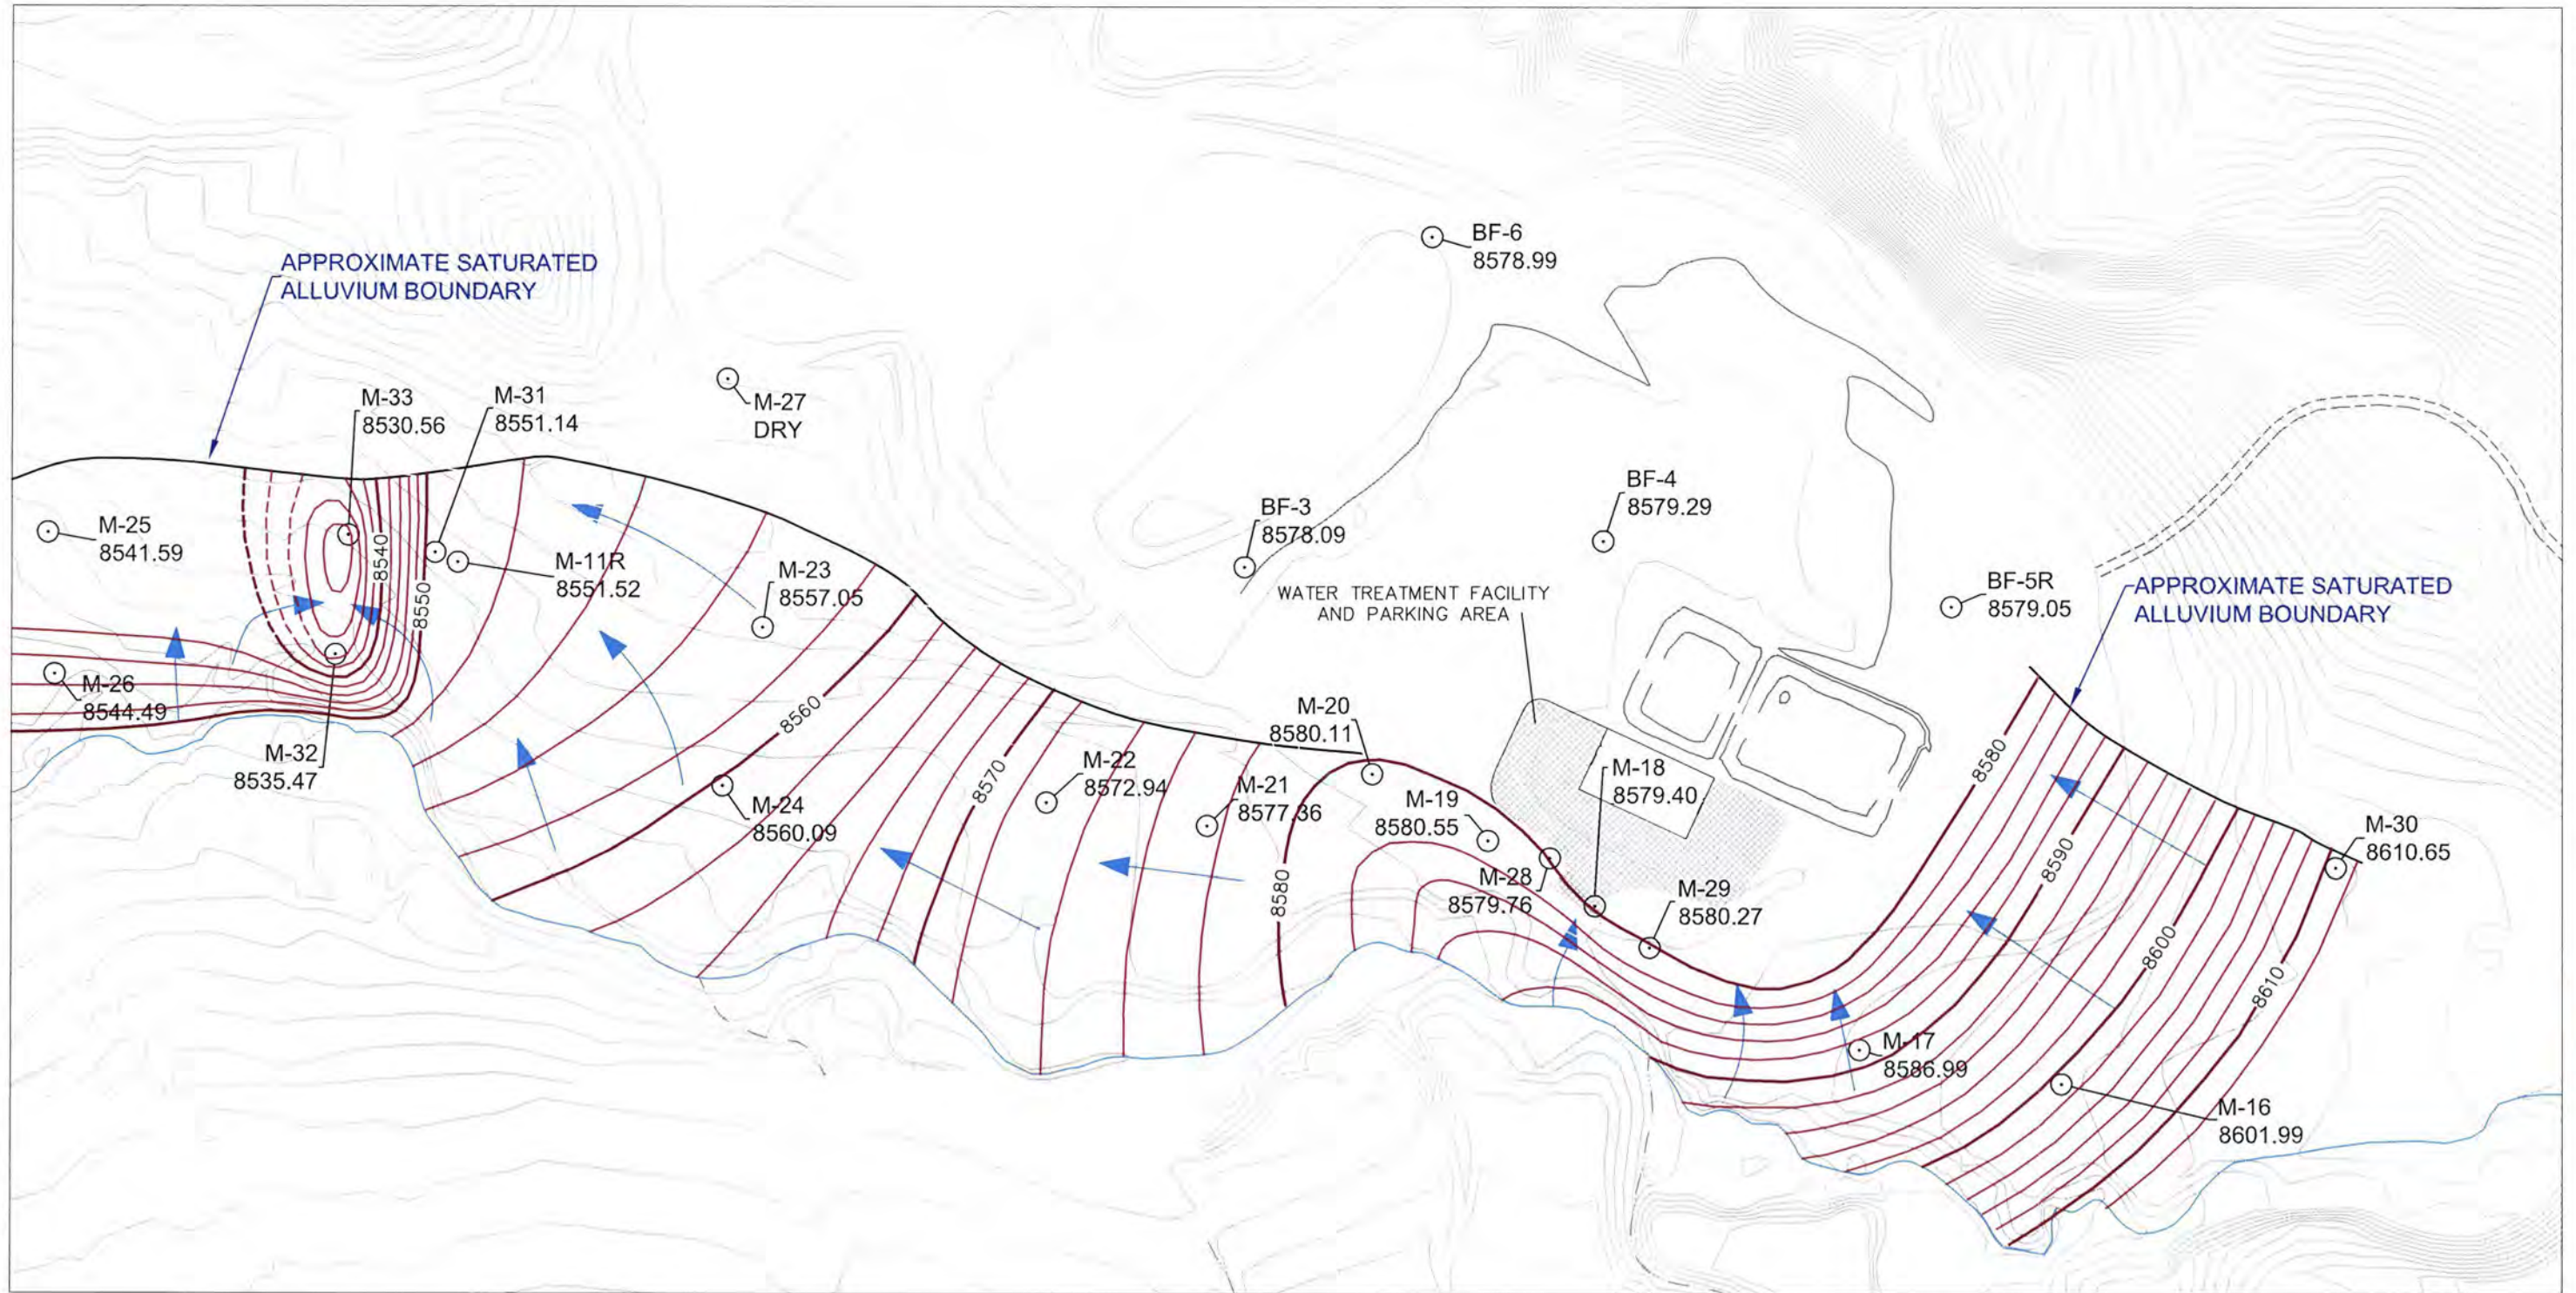 BF-6
8578.99
APPROXIMATE SATURATED
ALLUVIUM BOUNDARY
M-33
8530.56
M-31
8551.14
M-27
DRY
BF-4
8579.29
BF-3
8578.09
M-25
8541.59
8540
M-11R
8551.52
8550
M-23
8557.05
WATER TREATMENT FACILITY
AND PARKING AREA
BF-5R
8579.05
APPROXIMATE SATURATED
ALLUVIUM BOUNDARY
M-26
8544.49
8560
M-20
8580.11
M-32
8535.47
8570
M-22
8572.94
M-21
8577.36
M-18
8579.40
8580
M-24
8560.09
M-19
8580.55
M-30
8610.65
8580
M-28
8579.76
M-29
8580.27
8590
8600
8610
M-17
8586.99
M-16
8601.99